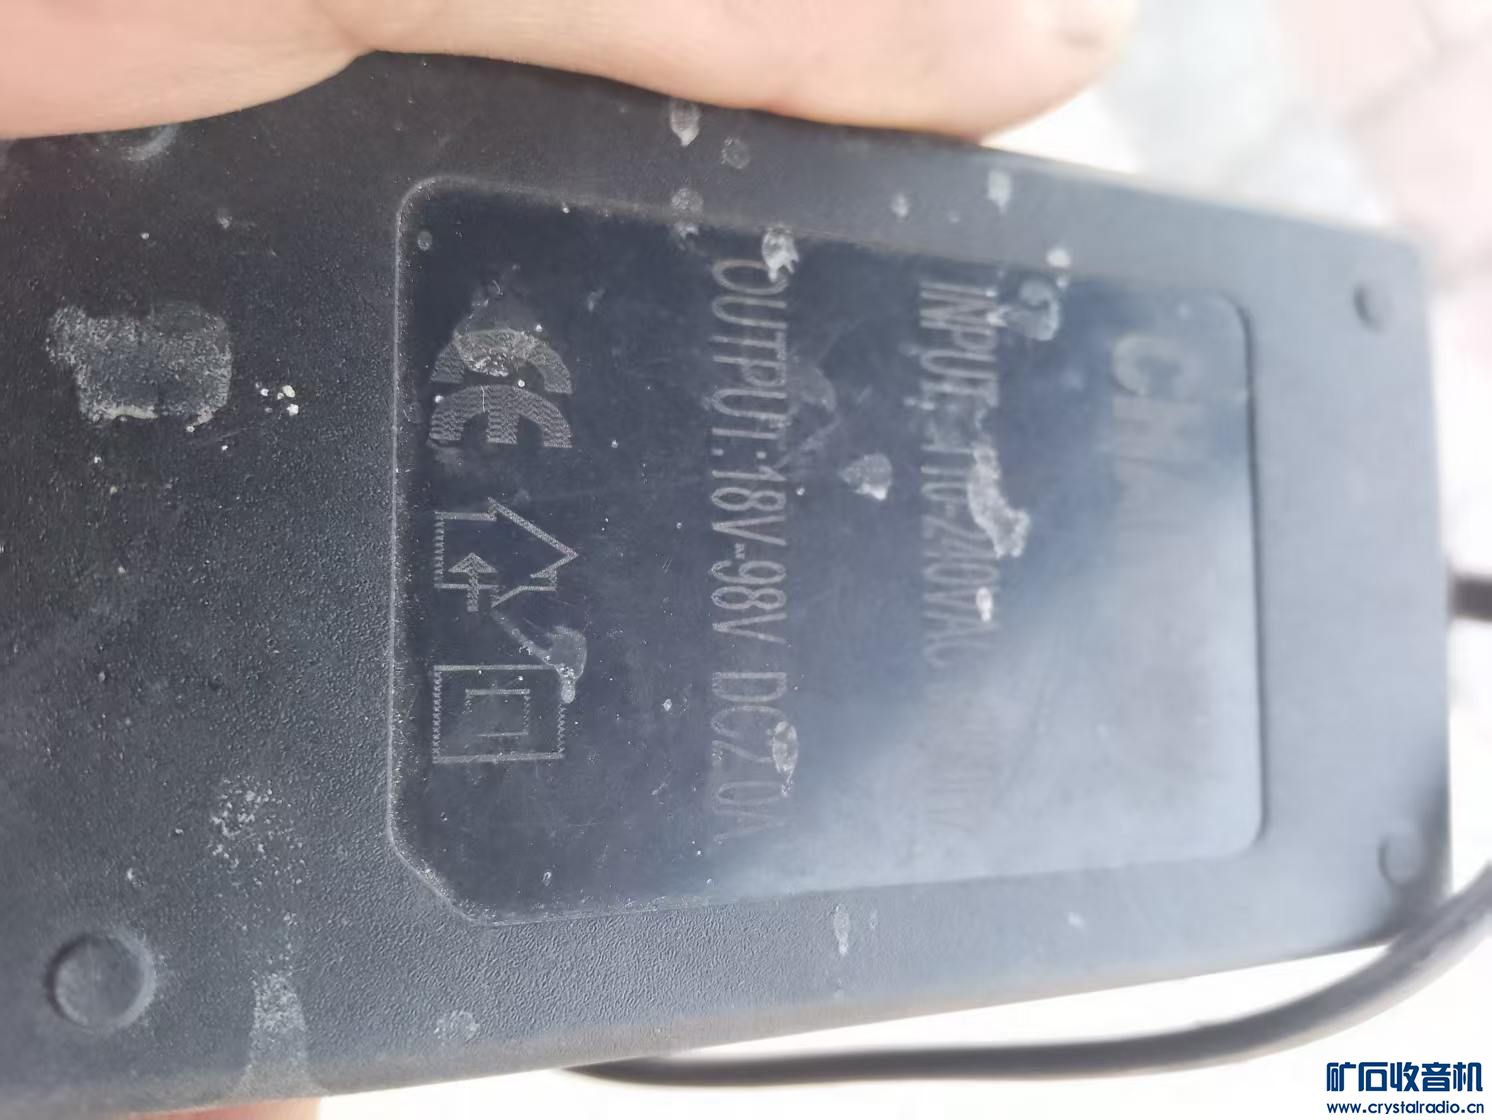 INPUT:110-240VAC
OUTPUT:18V-98V DC2.0A
CE
矿石收音机
www.crystalradio.cn